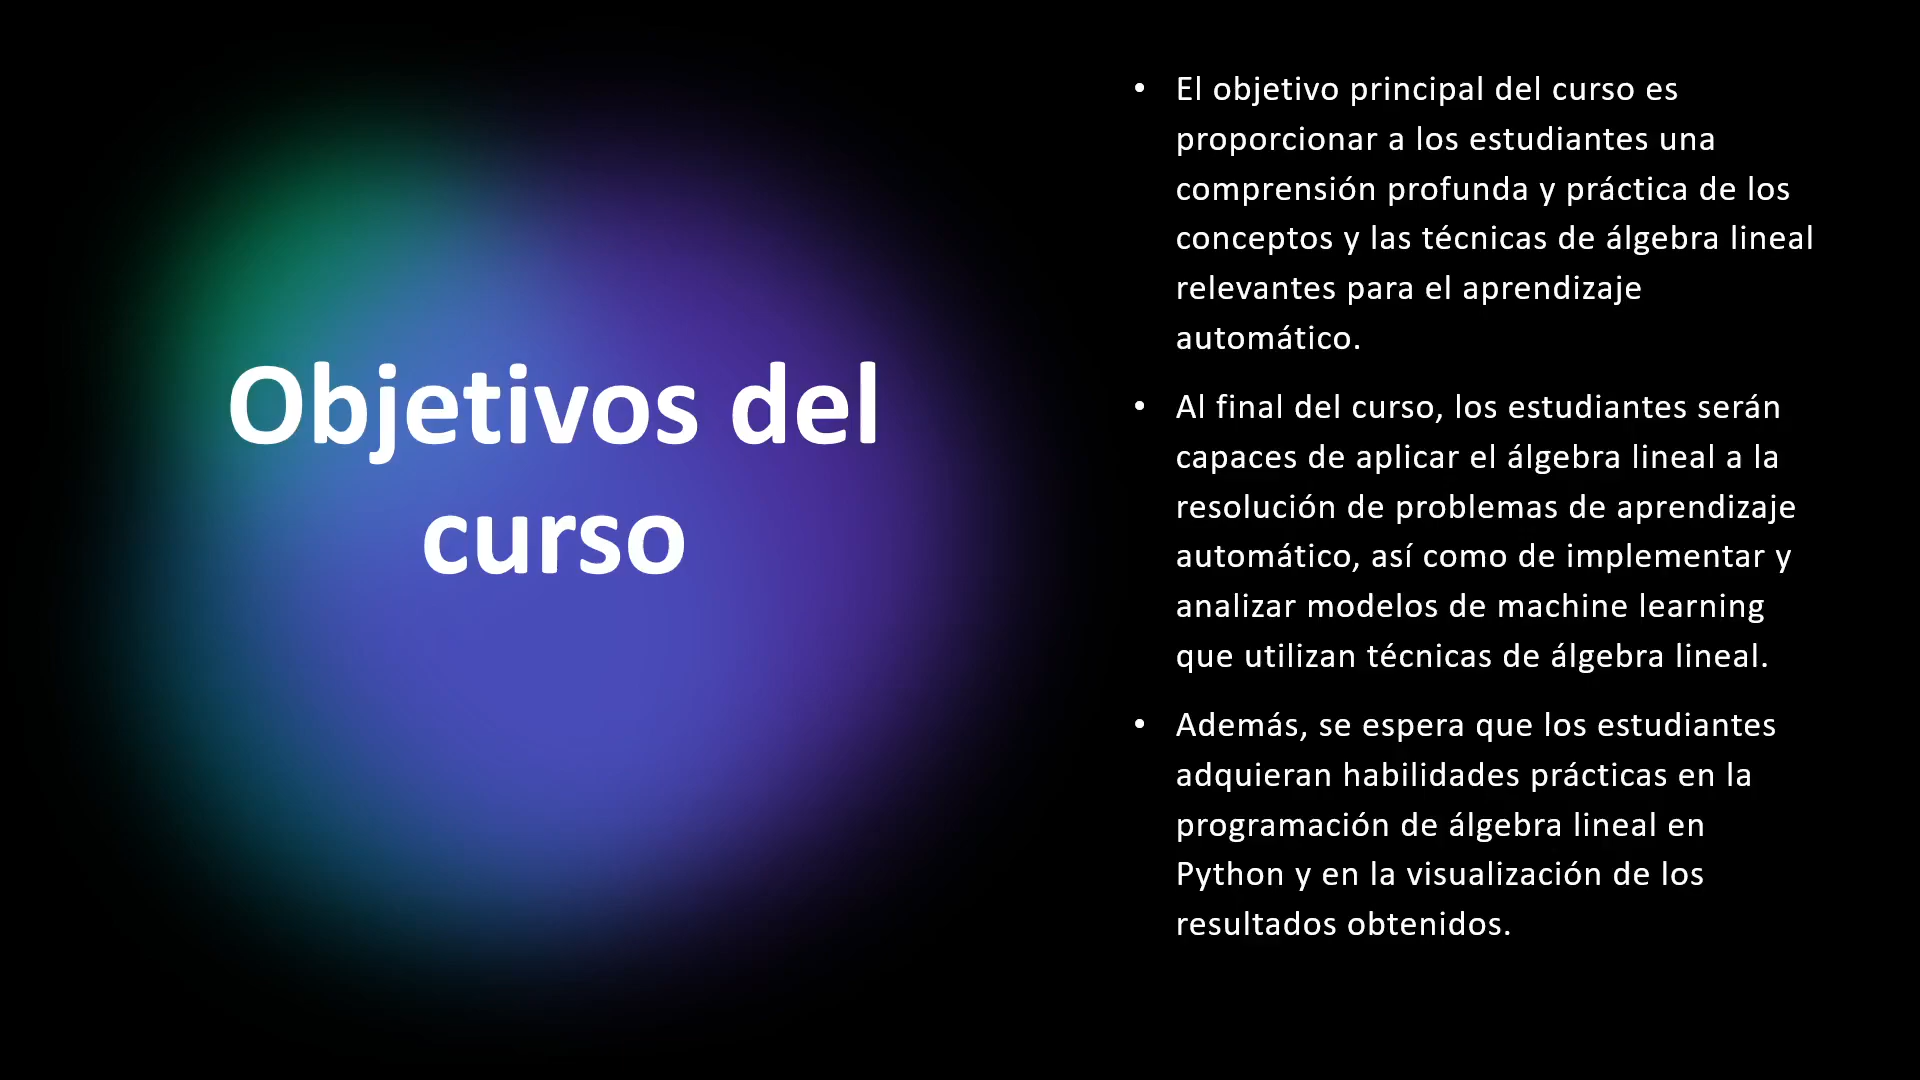 Objetivos del
curso
• El objetivo principal del curso es
proporcionar a los estudiantes una
comprensión profunda y práctica de los
conceptos y las técnicas de álgebra lineal
relevantes para el aprendizaje
automático.
• Al final del curso, los estudiantes serán
capaces de aplicar el álgebra lineal a la
resolución de problemas de aprendizaje
automático, así como de implementar y
analizar modelos de machine learning
que utilizan técnicas de álgebra lineal.
• Además, se espera que los estudiantes
adquieran habilidades prácticas en la
programación de álgebra lineal en
Python y en la visualización de los
resultados obtenidos.